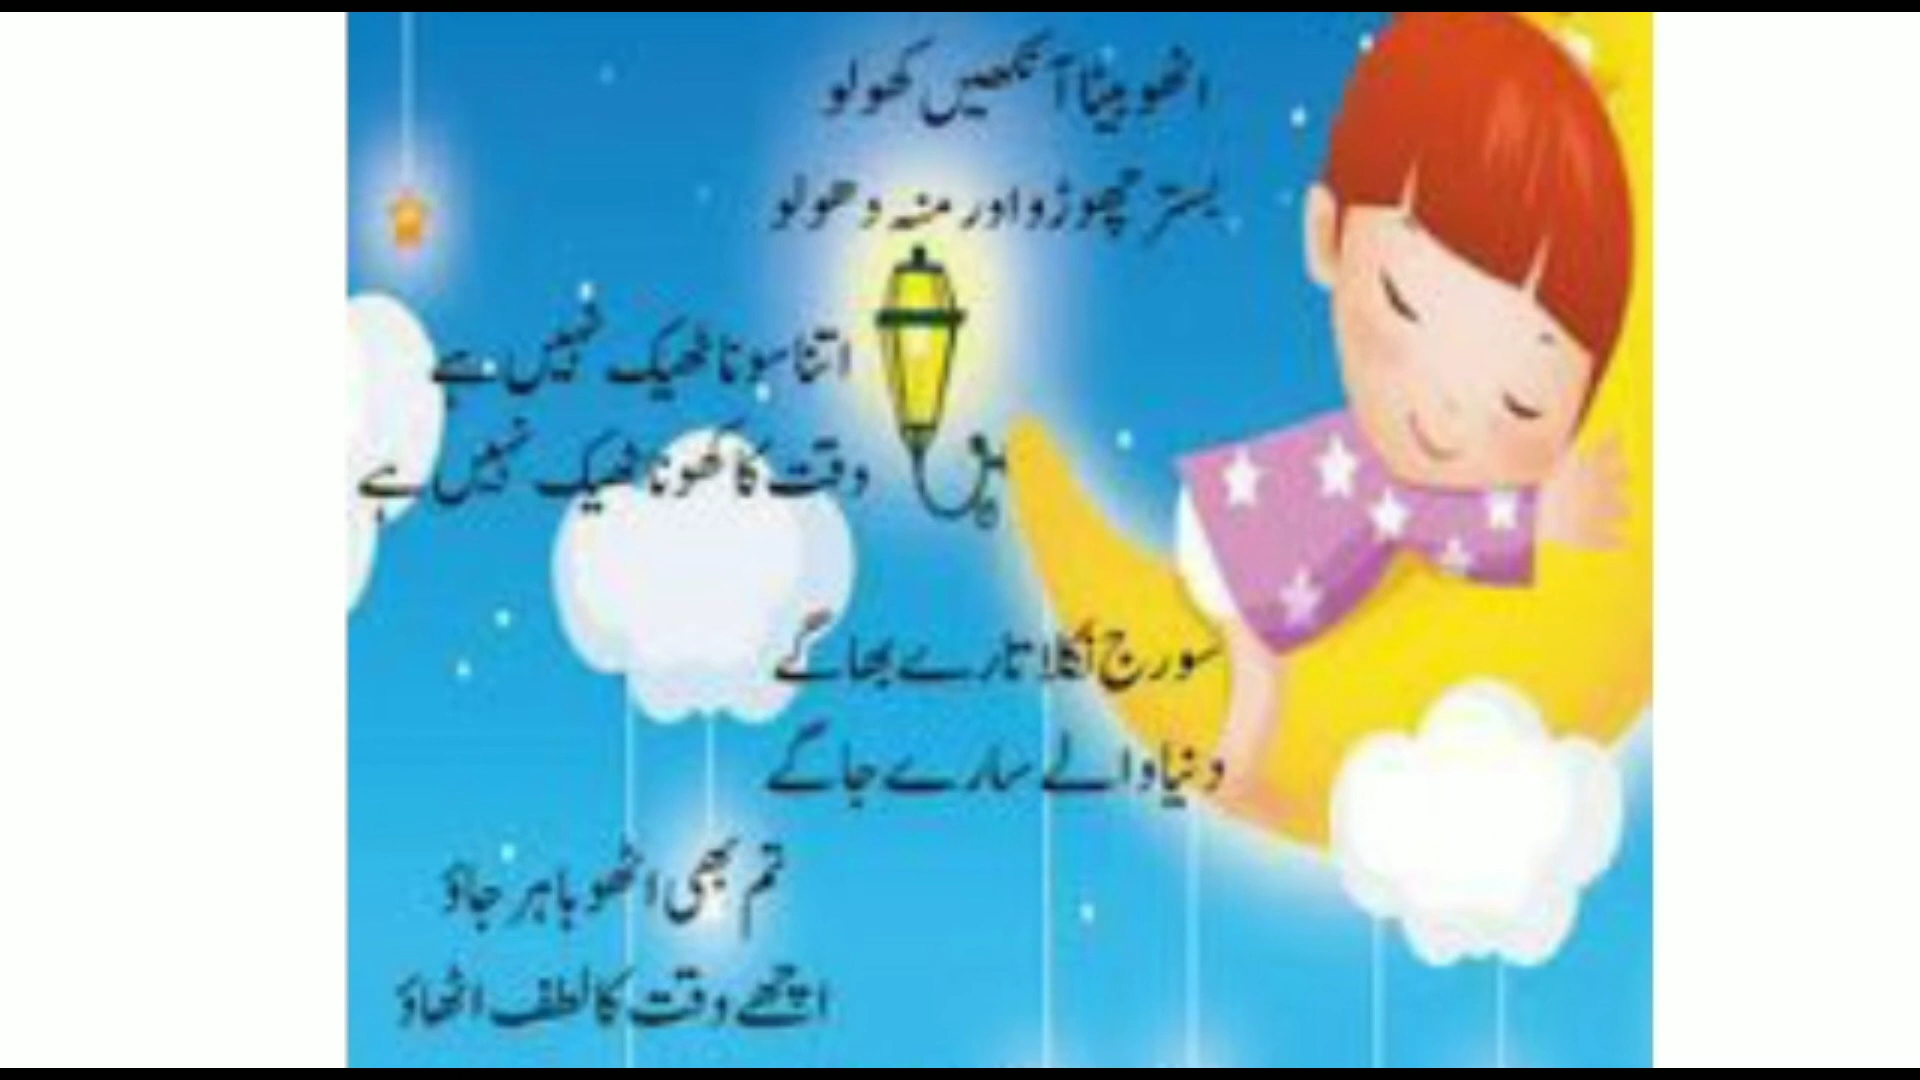 اٹھو بیٹا آنکھیں کھولو
بستر چھوڑو اور منہ دھولو
اتنا سونا ٹھیک نہیں ہے
وقت کا کھونا ٹھیک نہیں ہے
سورج نکلا تارے بھاگے
دنیا والے سارے جاگے
تم بھی اٹھو باہر جاؤ
اچھے وقت کا لطف اٹھاؤ